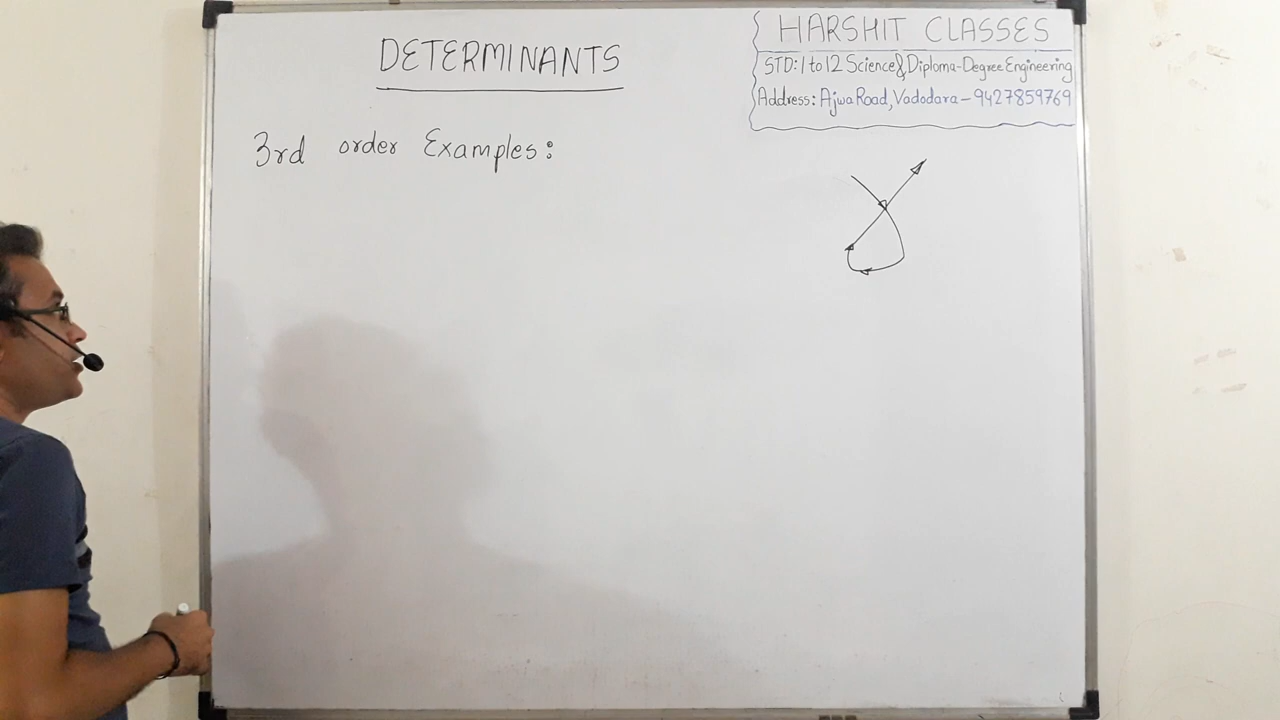 DETERMINANTS
HARSHIT CLASSES
STD: 1 to 12 Science & Diploma-Degree Engineering
Address: Ajwa Road, Vadodara - 9427859769
3rd order Examples: